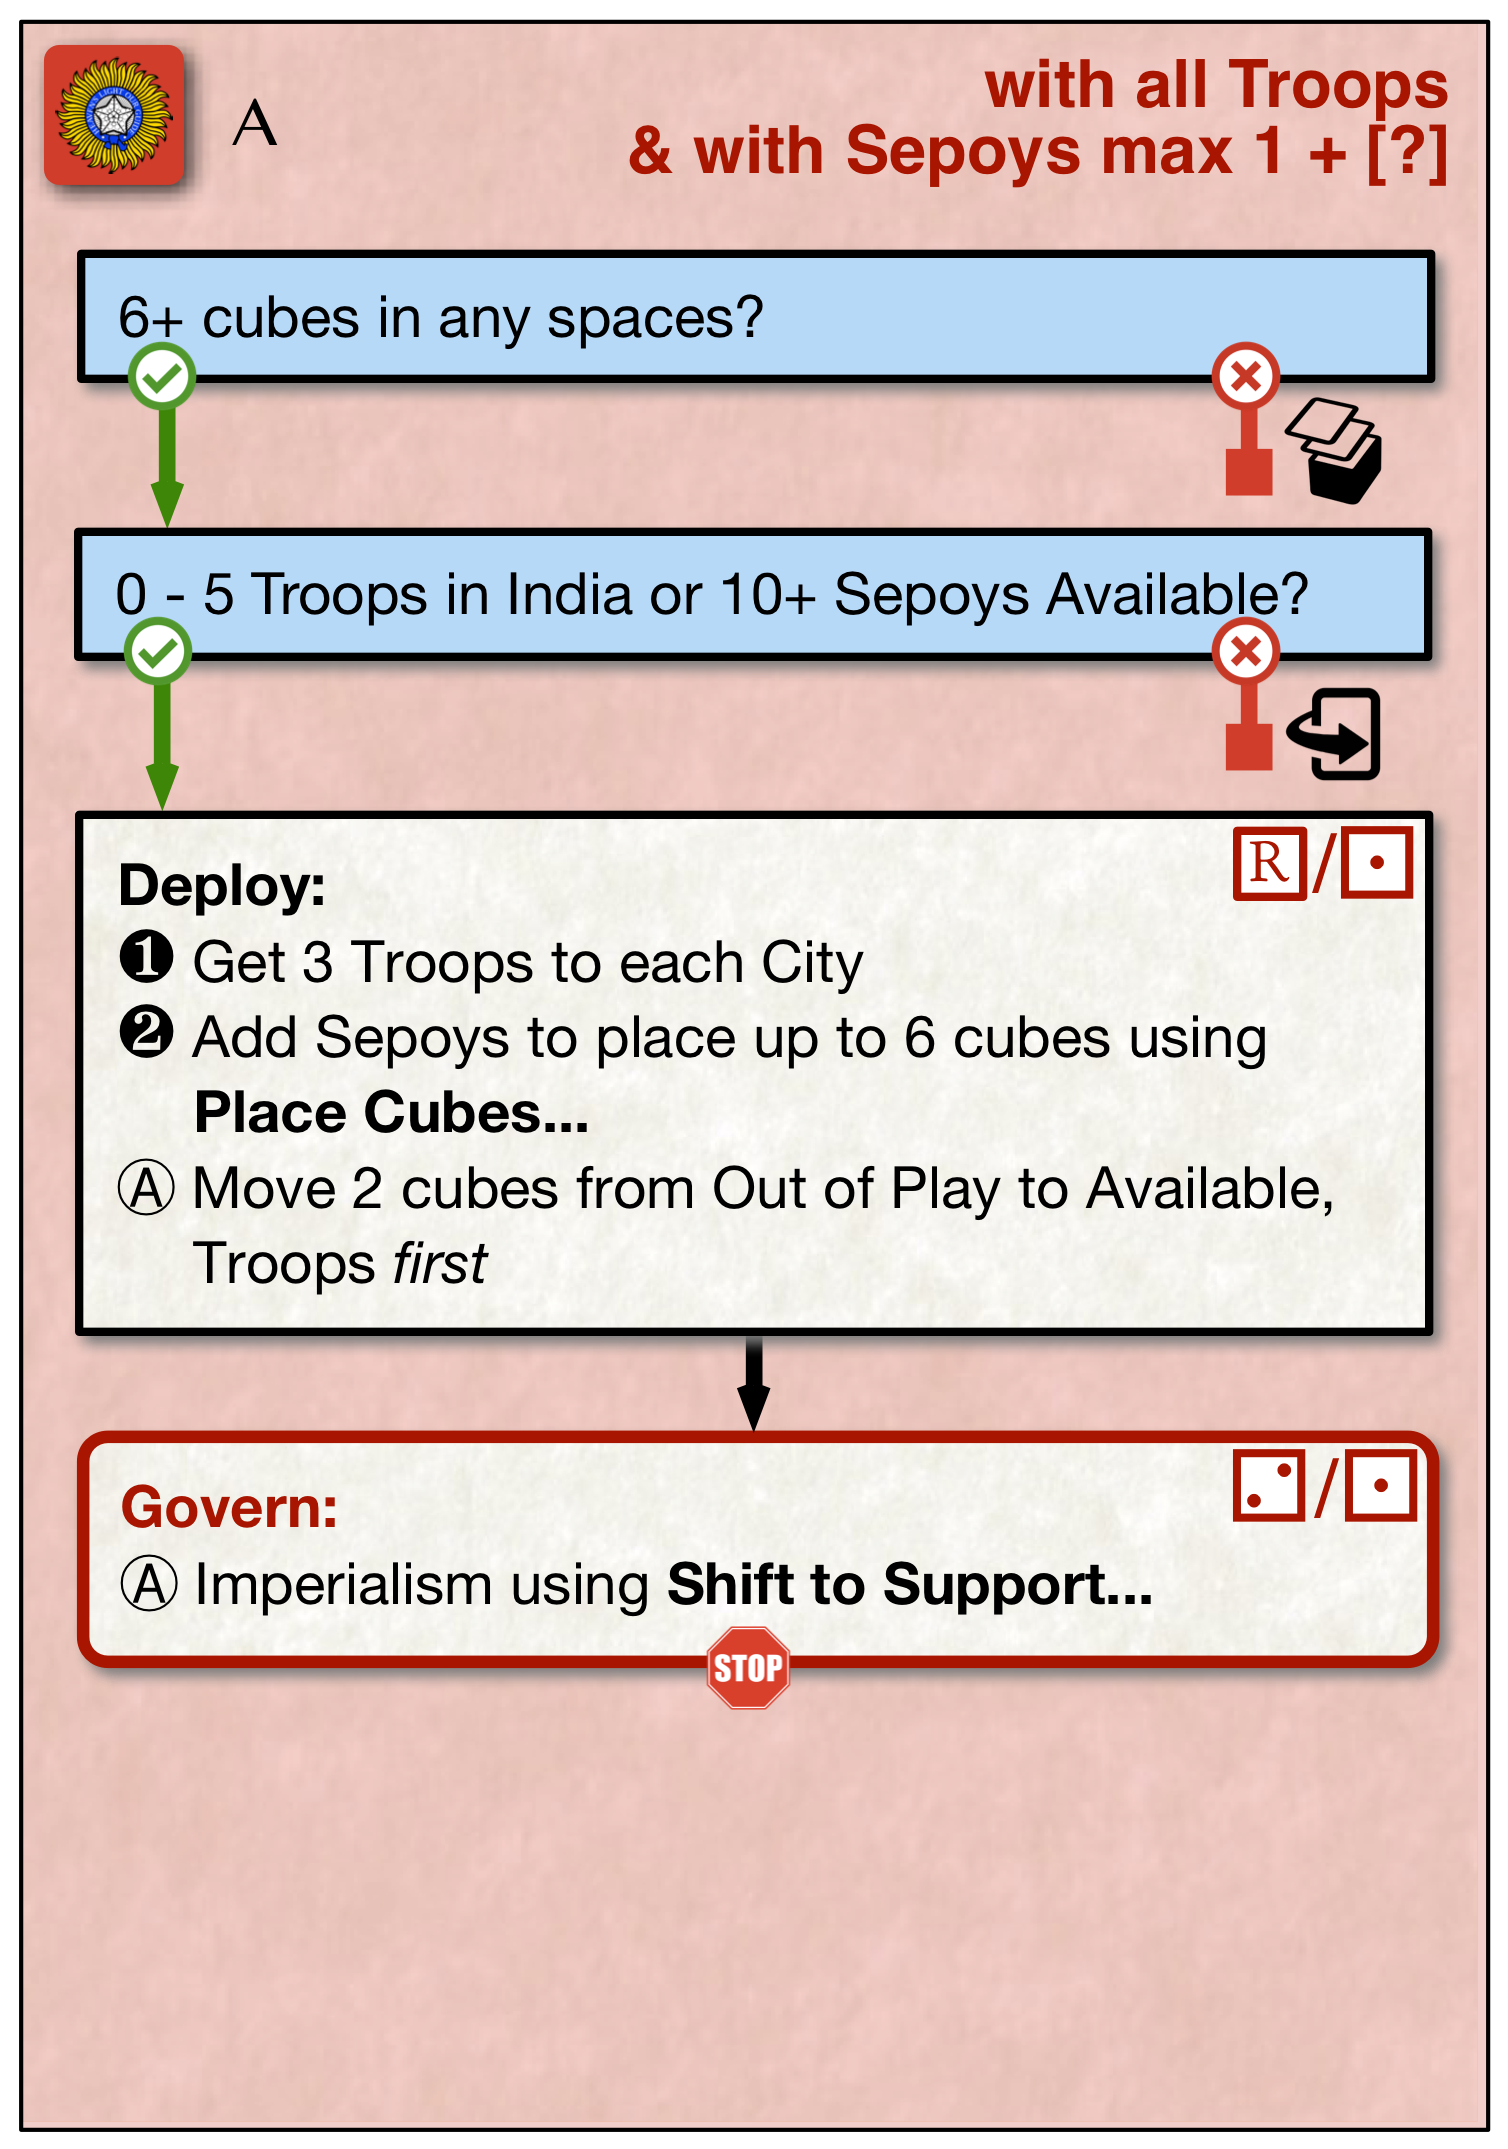 A
with all Troops
& with Sepoys max 1 + [?]
6+ cubes in any spaces?
0 - 5 Troops in India or 10+ Sepoys Available?
R/
Deploy:
❶ Get 3 Troops to each City
❷ Add Sepoys to place up to 6 cubes using
Place Cubes...
Ⓐ Move 2 cubes from Out of Play to Available,
Troops first
/
Govern:
Ⓐ Imperialism using Shift to Support...
STOP